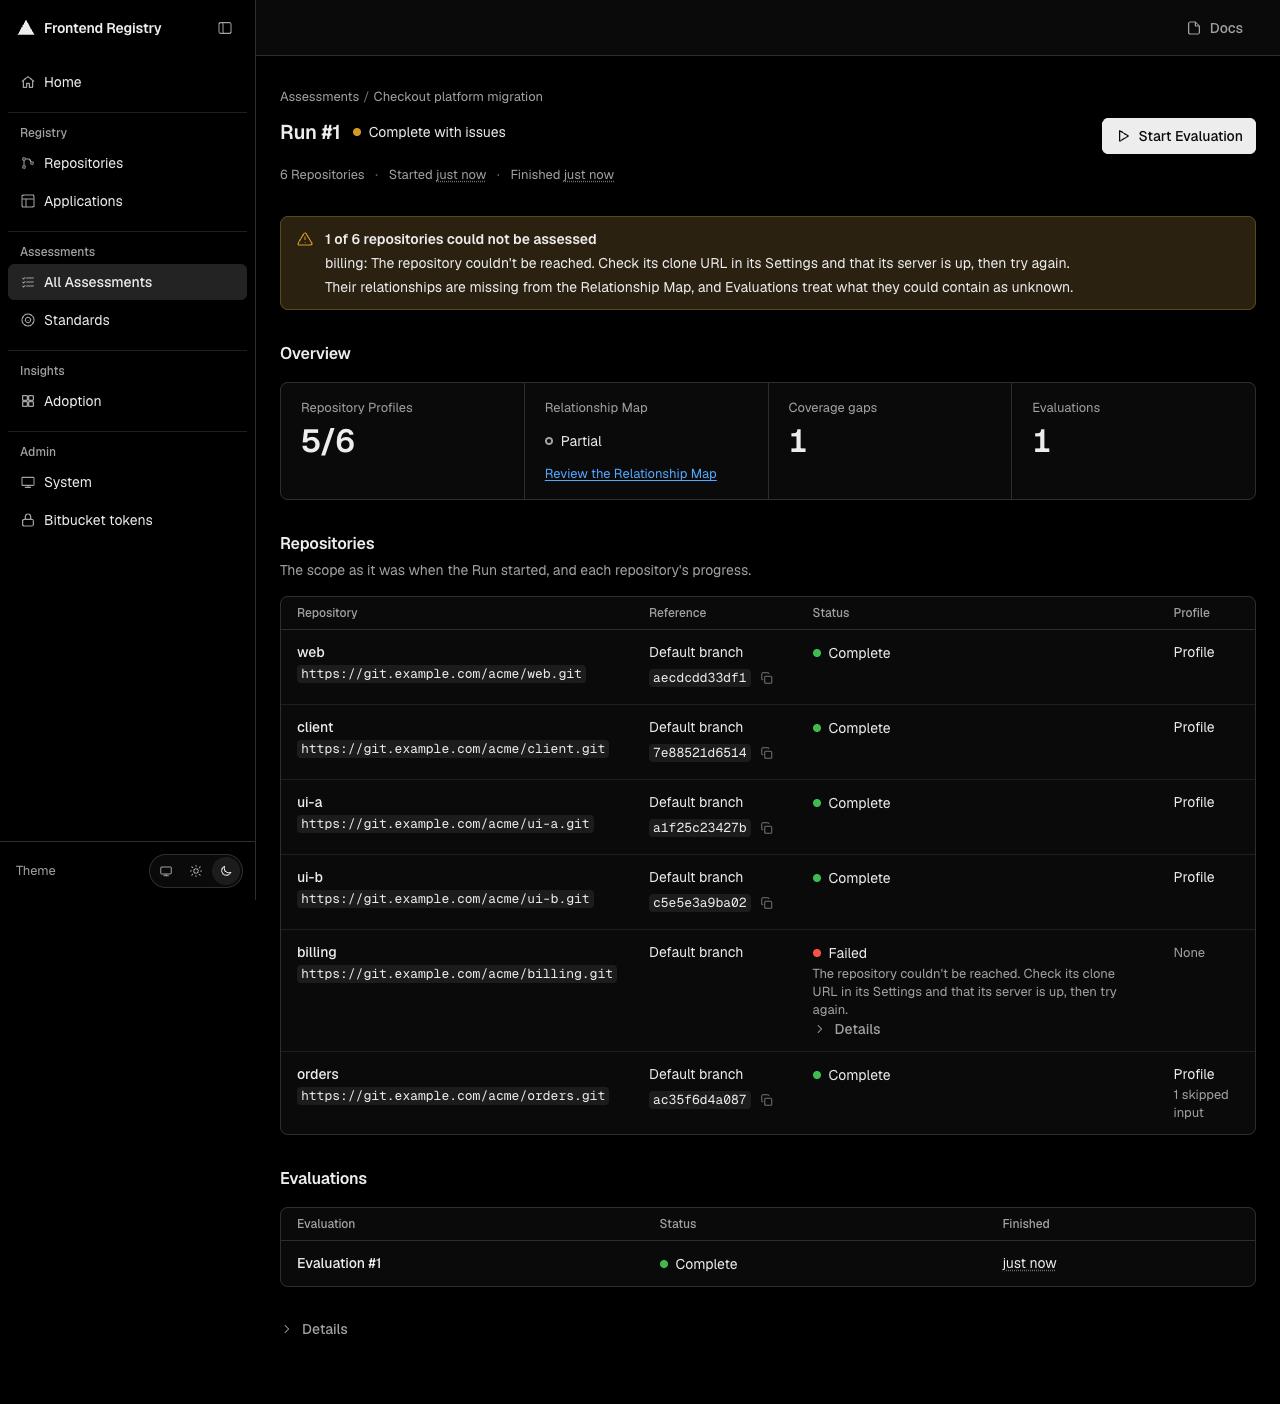 Frontend Registry
Docs
Home
Registry
Repositories
Applications
Assessments
All Assessments
Standards
Insights
Adoption
Admin
System
Bitbucket tokens
Theme
Assessments / Checkout platform migration
Run #1 Complete with issues
Start Evaluation
6 Repositories · Started just now · Finished just now
1 of 6 repositories could not be assessed
billing: The repository couldn't be reached. Check its clone URL in its Settings and that its server is up, then try again.
Their relationships are missing from the Relationship Map, and Evaluations treat what they could contain as unknown.
Overview
Repository Profiles
5/6
Relationship Map
Partial
Review the Relationship Map
Coverage gaps
1
Evaluations
1
Repositories
The scope as it was when the Run started, and each repository's progress.
Repository Reference Status Profile
web Default branch Complete Profile
https://git.example.com/acme/web.git aecdcdd33df1
client Default branch Complete Profile
https://git.example.com/acme/client.git 7e88521d6514
ui-a Default branch Complete Profile
https://git.example.com/acme/ui-a.git a1f25c23427b
ui-b Default branch Complete Profile
https://git.example.com/acme/ui-b.git c5e5e3a9ba02
billing Default branch Failed None
https://git.example.com/acme/billing.git The repository couldn't be reached. Check its clone
URL in its Settings and that its server is up, then try
again.
Details
orders Default branch Complete Profile
https://git.example.com/acme/orders.git ac35f6d4a087 1 skipped
input
Evaluations
Evaluation Status Finished
Evaluation #1 Complete just now
Details